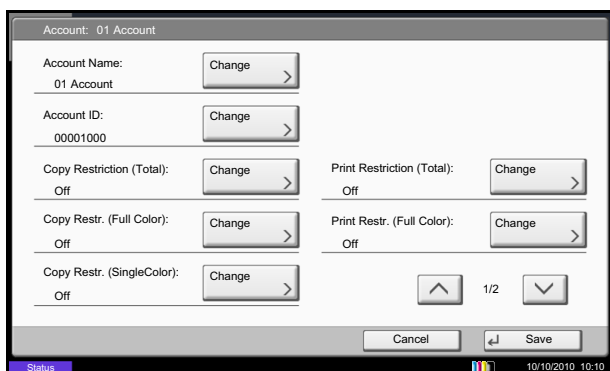 Account: 01 Account
Account Name:
01 Account
Change
Account ID:
00001000
Change
Copy Restriction (Total):
Off
Change
Print Restriction (Total):
Off
Change
Copy Restr. (Full Color):
Off
Change
Print Restr. (Full Color):
Off
Change
Copy Restr. (SingleColor):
Off
Change
1/2
Cancel
Save
Status
10/10/2010 10:10